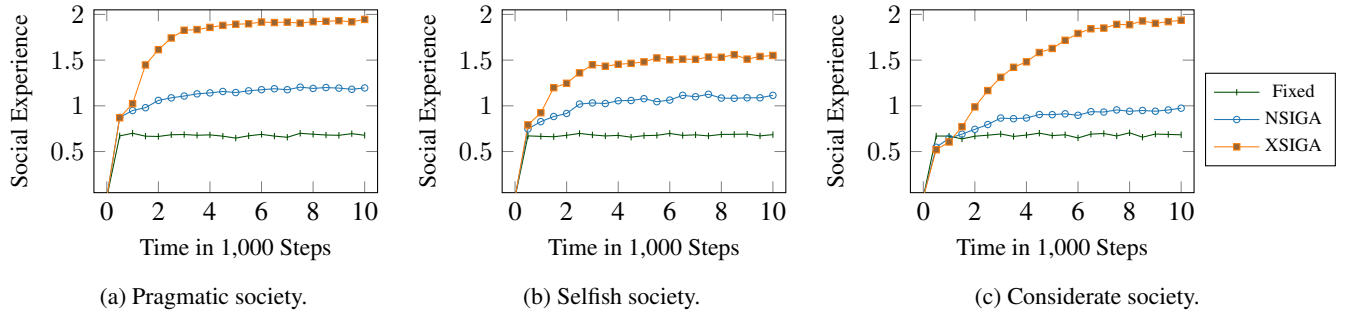 2
1.5
1
0.5
0 2 4 6 8 10
Social Experience
Time in 1,000 Steps
(a) Pragmatic society.
2
1.5
1
0.5
0 2 4 6 8 10
Social Experience
Time in 1,000 Steps
(b) Selfish society.
2
1.5
1
0.5
0 2 4 6 8 10
Social Experience
Time in 1,000 Steps
(c) Considerate society.
Fixed
NSIGA
XSIGA